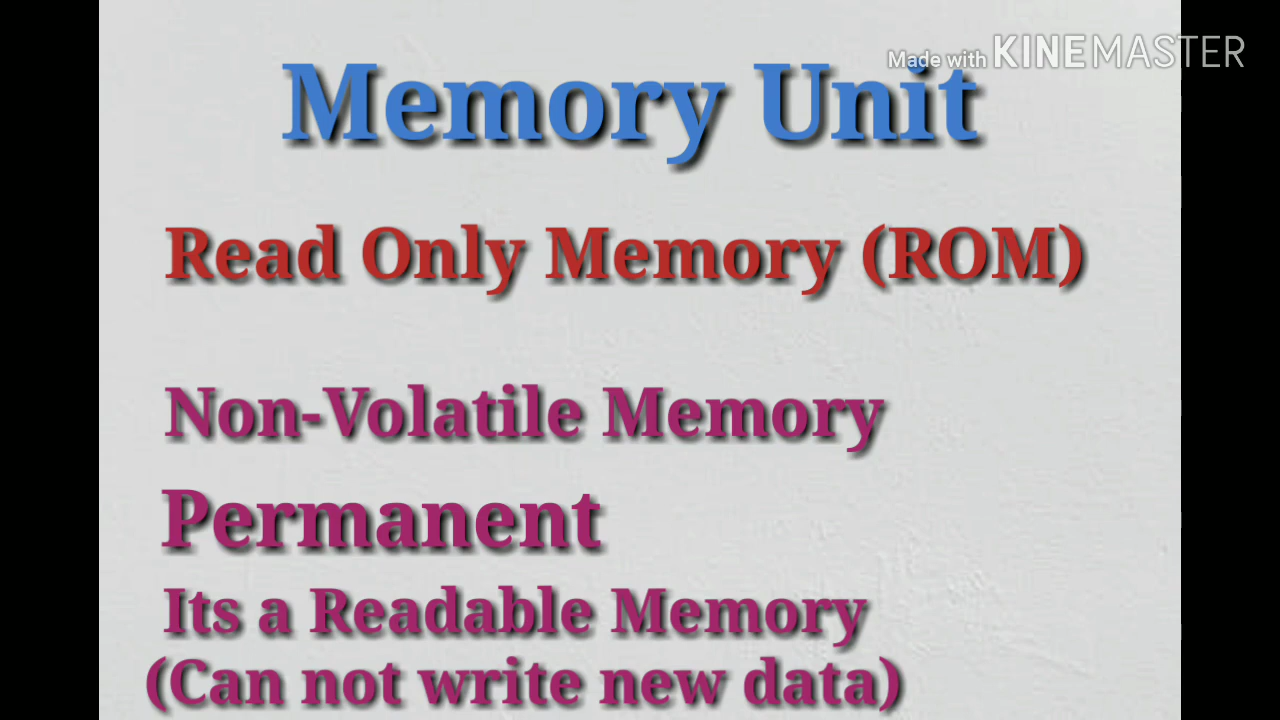 Made with KINEMASTER
Memory Unit
Read Only Memory (ROM)
Non-Volatile Memory
Permanent
Its a Readable Memory
(Can not write new data)